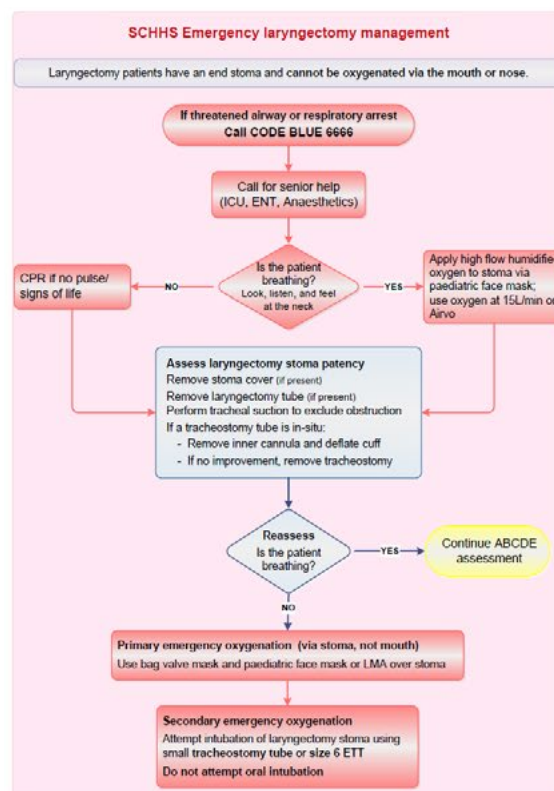 SCHHS Emergency laryngectomy management
Laryngectomy patients have an end stoma and cannot be oxygenated via the mouth or nose.
If threatened airway or respiratory arrest
Call CODE BLUE 6666
Call for senior help
(ICU, ENT, Anaesthetics)
Is the patient
breathing?
Look, listen, and feel
at the neck
NO
YES
CPR if no pulse/
signs of life
Apply high flow humidified
oxygen to stoma via
paediatric face mask;
use oxygen at 15L/min or
Airvo
Assess laryngectomy stoma patency
Remove stoma cover (if present)
Remove laryngectomy tube (if present)
Perform tracheal suction to exclude obstruction
If a tracheostomy tube is in-situ:
- Remove inner cannula and deflate cuff
- If no improvement, remove tracheostomy
Reassess
Is the patient
breathing?
YES
Continue ABCDE
assessment
NO
Primary emergency oxygenation (via stoma, not mouth)
Use bag valve mask and paediatric face mask or LMA over stoma
Secondary emergency oxygenation
Attempt intubation of laryngectomy stoma using
small tracheostomy tube or size 6 ETT
Do not attempt oral intubation